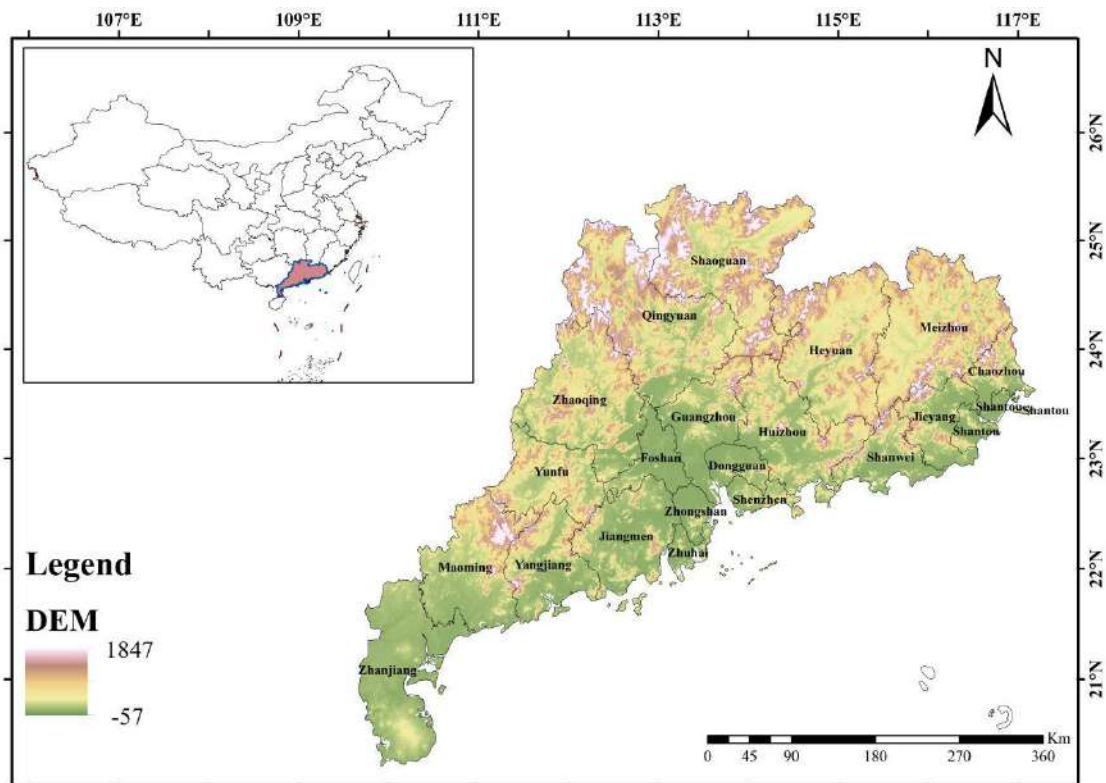 107°E 109°E 111°E 113°E 115°E 117°E
N
26°N
25°N
24°N
23°N
22°N
21°N
Shaoguan
Qingyuan
Meizhou
Heyuan
Chaozhou
Zhaoqing
Guangzhou
Jieyang
Shantou
Shantou
Huizhou
Shantou
Foshan
Dongguan
Shanwei
Yunfu
Shenzhen
Zhongshan
Jiangmen
Zhuhai
Maoming
Yangjiang
Zhanjiang
Legend
DEM
1847
-57
Km
0 45 90 180 270 360